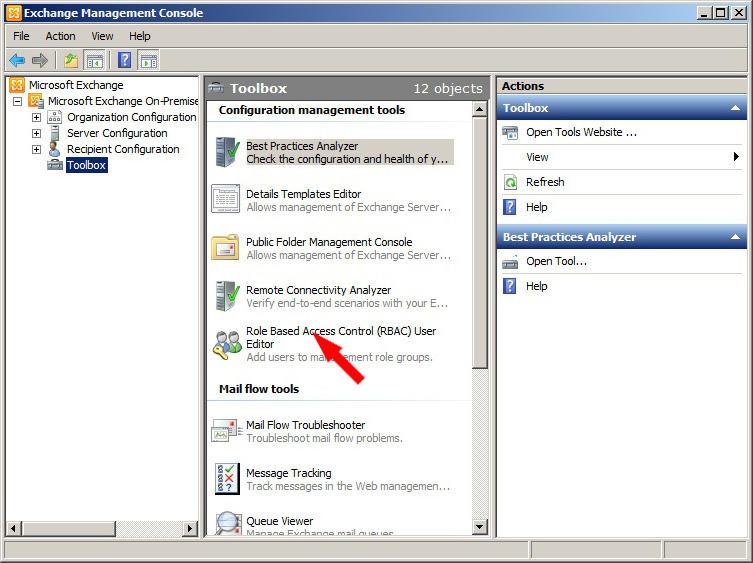 Exchange Management Console
File Action View Help
Microsoft Exchange
Microsoft Exchange On-Premise
Organization Configuration
Server Configuration
Recipient Configuration
Toolbox
Toolbox 12 objects
Configuration management tools
Best Practices Analyzer
Check the configuration and health of y...
Details Templates Editor
Allows management of Exchange Server...
Public Folder Management Console
Allows management of Exchange Server...
Remote Connectivity Analyzer
Verify end-to-end scenarios with your E...
Role Based Access Control (RBAC) User
Editor
Add users to management role groups.
Mail flow tools
Mail Flow Troubleshooter
Troubleshoot mail flow problems.
Message Tracking
Track messages in the Web managemen...
Queue Viewer
Manage Exchange mail queues.
Actions
Toolbox
Open Tools Website ...
View
Refresh
Help
Best Practices Analyzer
Open Tool...
Help